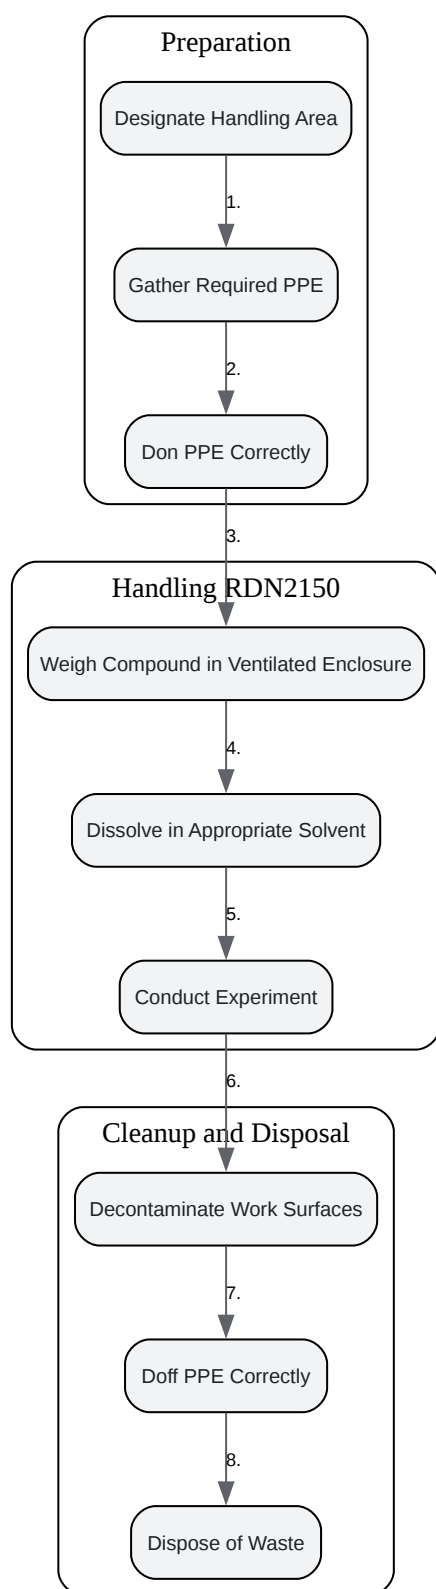 Preparation
Designate Handling Area
1.
Gather Required PPE
2.
Don PPE Correctly
3.
Handling RDN2150
Weigh Compound in Ventilated Enclosure
4.
Dissolve in Appropriate Solvent
5.
Conduct Experiment
6.
Cleanup and Disposal
Decontaminate Work Surfaces
7.
Doff PPE Correctly
8.
Dispose of Waste